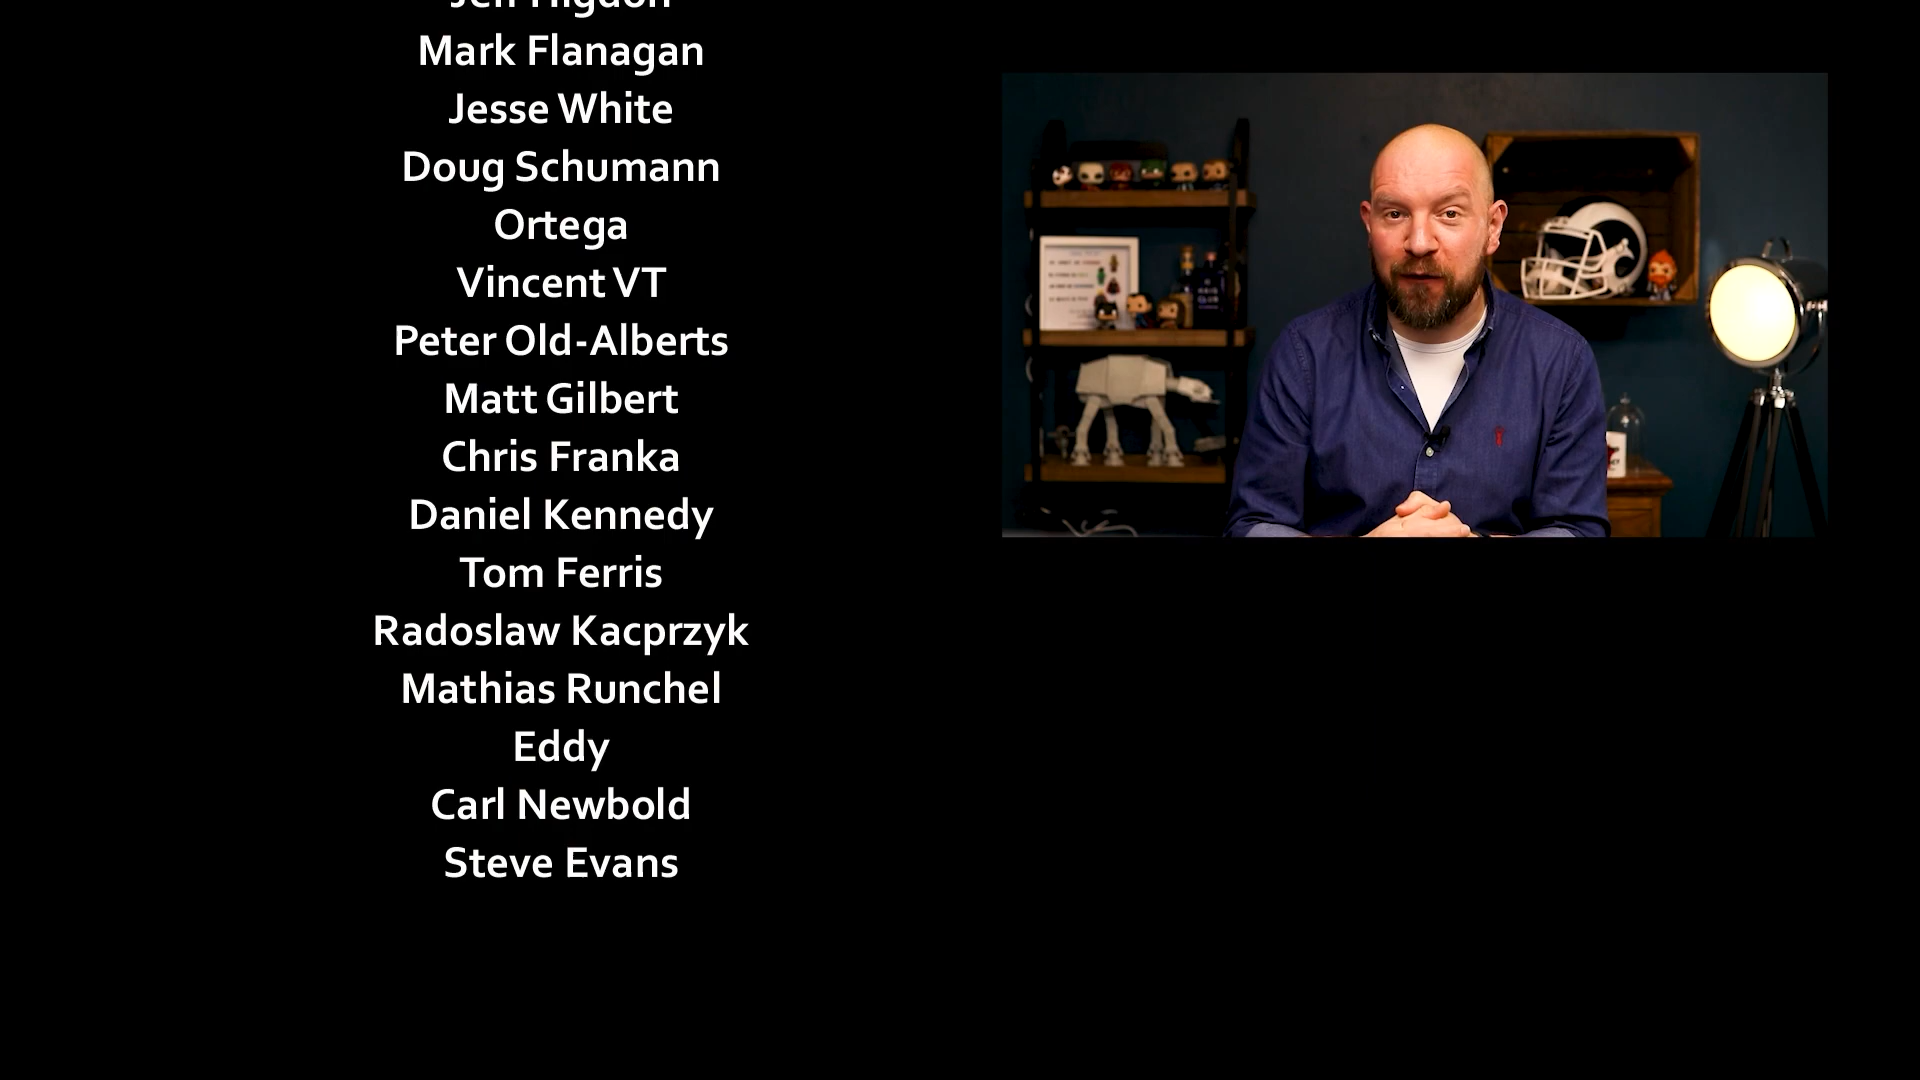 Mark Flanagan
Jesse White
Doug Schumann
Ortega
Vincent VT
Peter Old-Alberts
Matt Gilbert
Chris Franka
Daniel Kennedy
Tom Ferris
Radoslaw Kacprzyk
Mathias Runchel
Eddy
Carl Newbold
Steve Evans